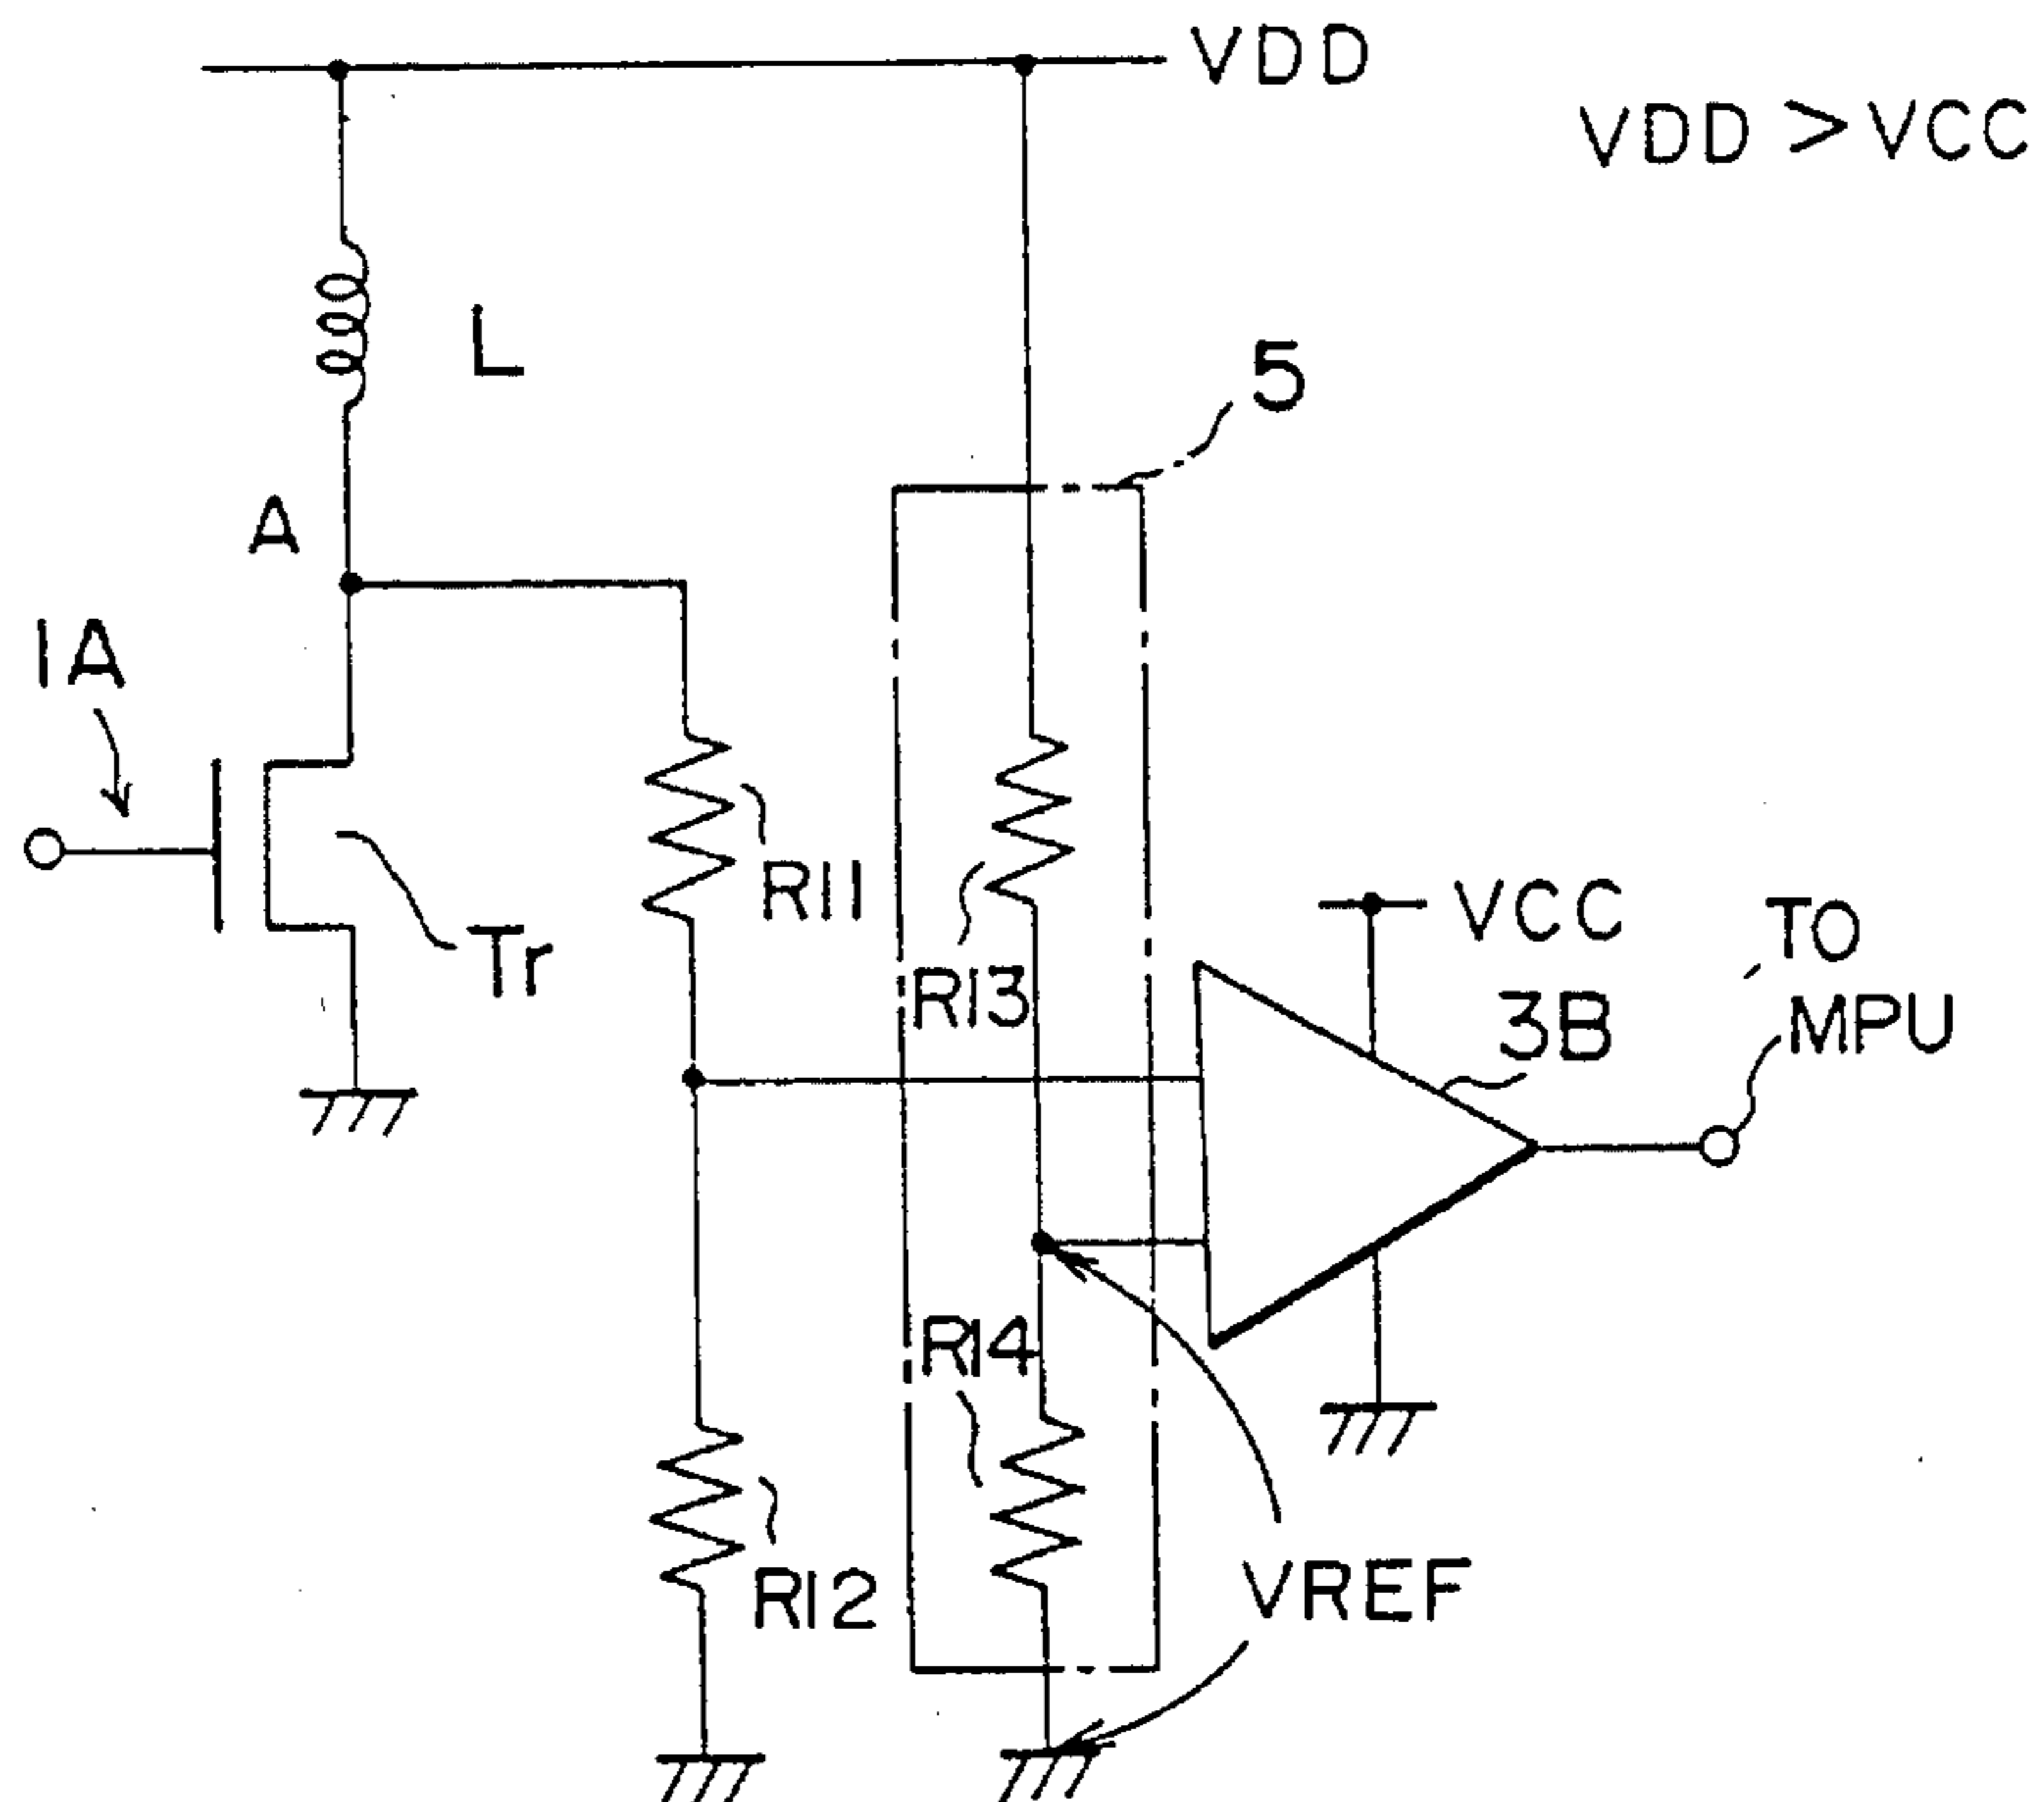 VDD
VDD > VCC
L
5
A
1A
R11
Tr
VCC
TO
MPU
R13
3B
R14
R12
VREF